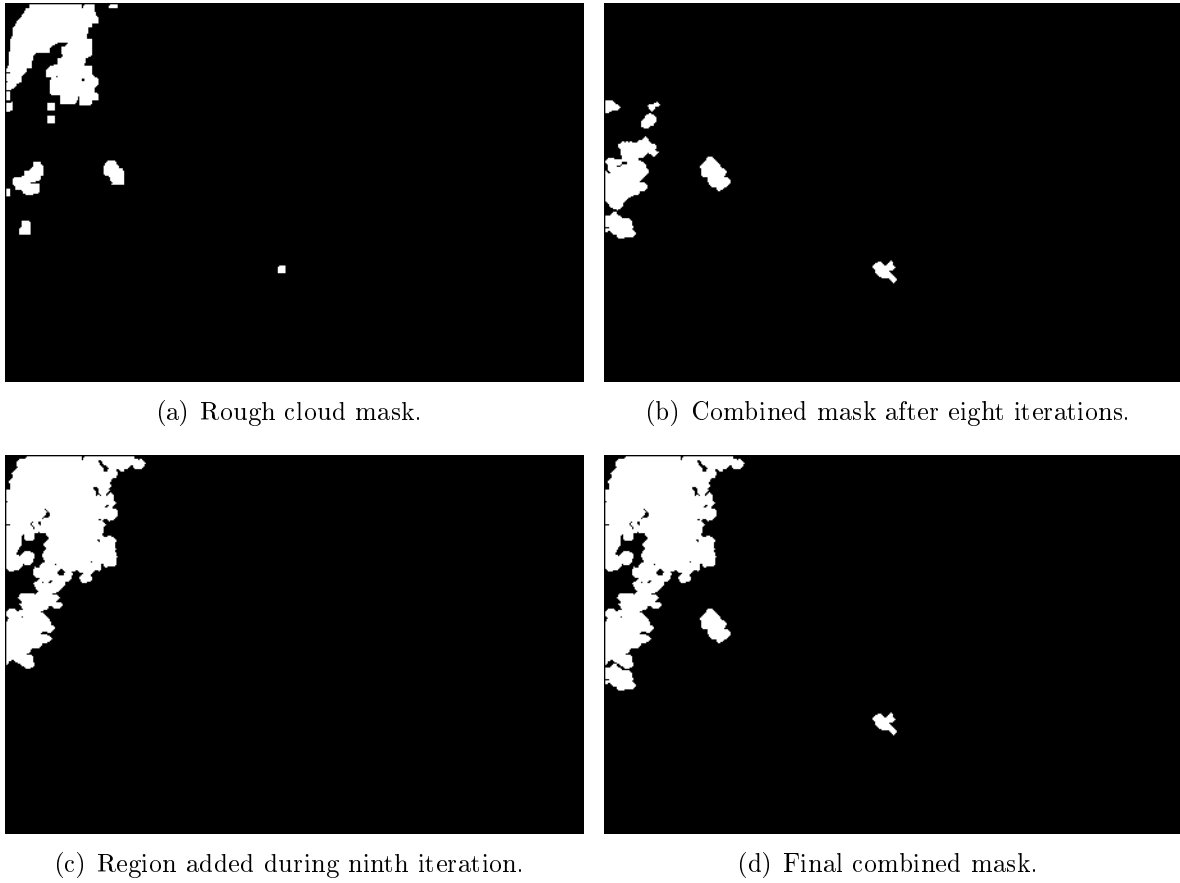 (a) Rough cloud mask.
(b) Combined mask after eight iterations.
(c) Region added during ninth iteration.
(d) Final combined mask.